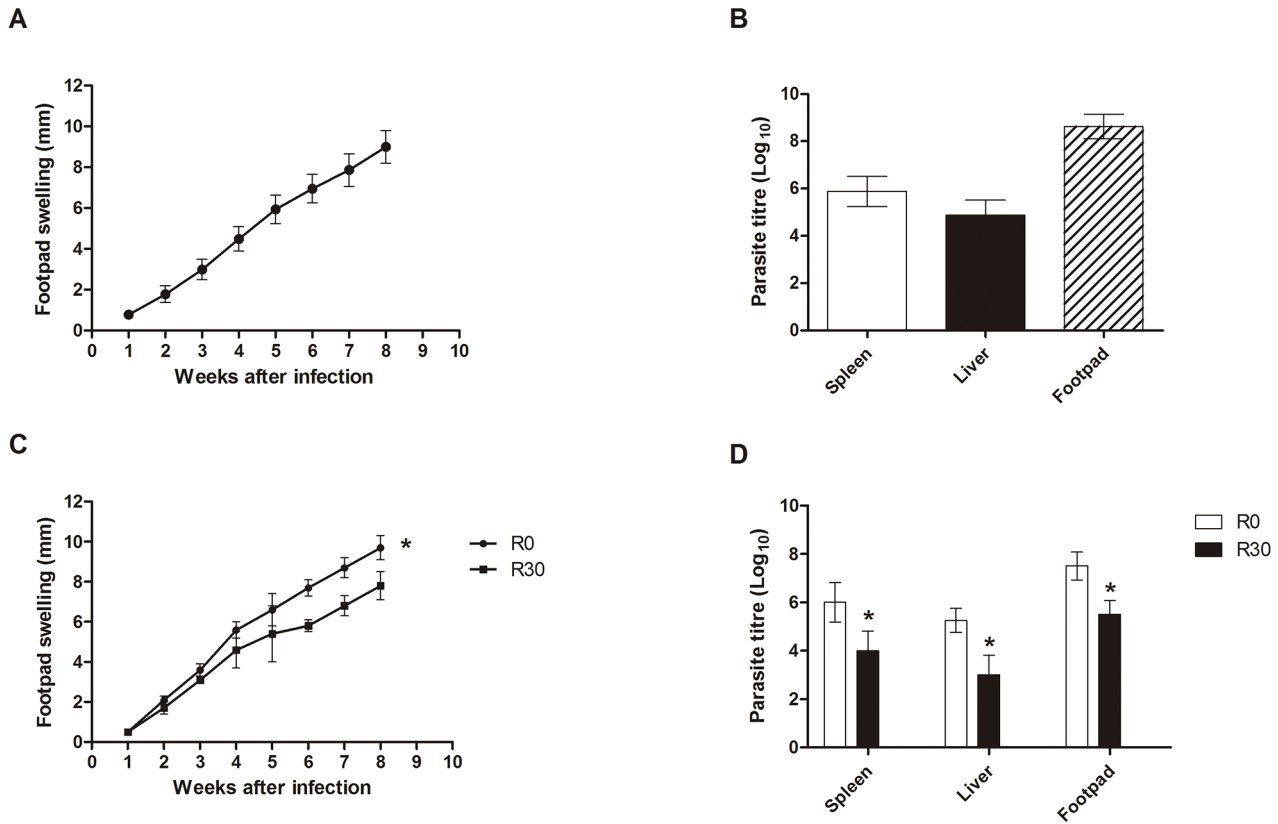 A
Footpad swelling (mm)
12
10
8
6
4
2
0
0 1 2 3 4 5 6 7 8 9 10
Weeks after infection
B
Parasite titre (Log10)
10
8
6
4
2
0
Spleen
Liver
Footpad
C
Footpad swelling (mm)
12
10
8
6
4
2
0
0 1 2 3 4 5 6 7 8 9 10
Weeks after infection
*
R0
R30
D
Parasite titre (Log10)
10
8
6
4
2
0
*
*
*
Spleen
Liver
Footpad
R0
R30